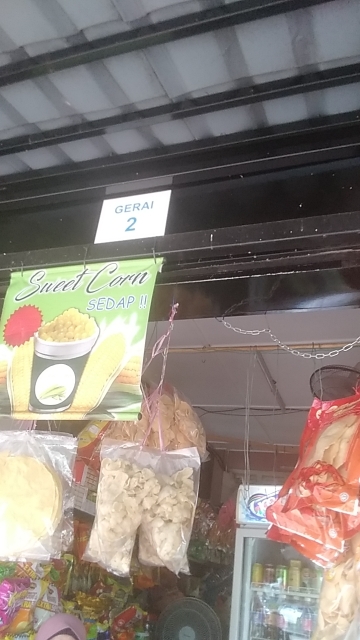 GERAI
2
Sweet Corn
SEDAP !!